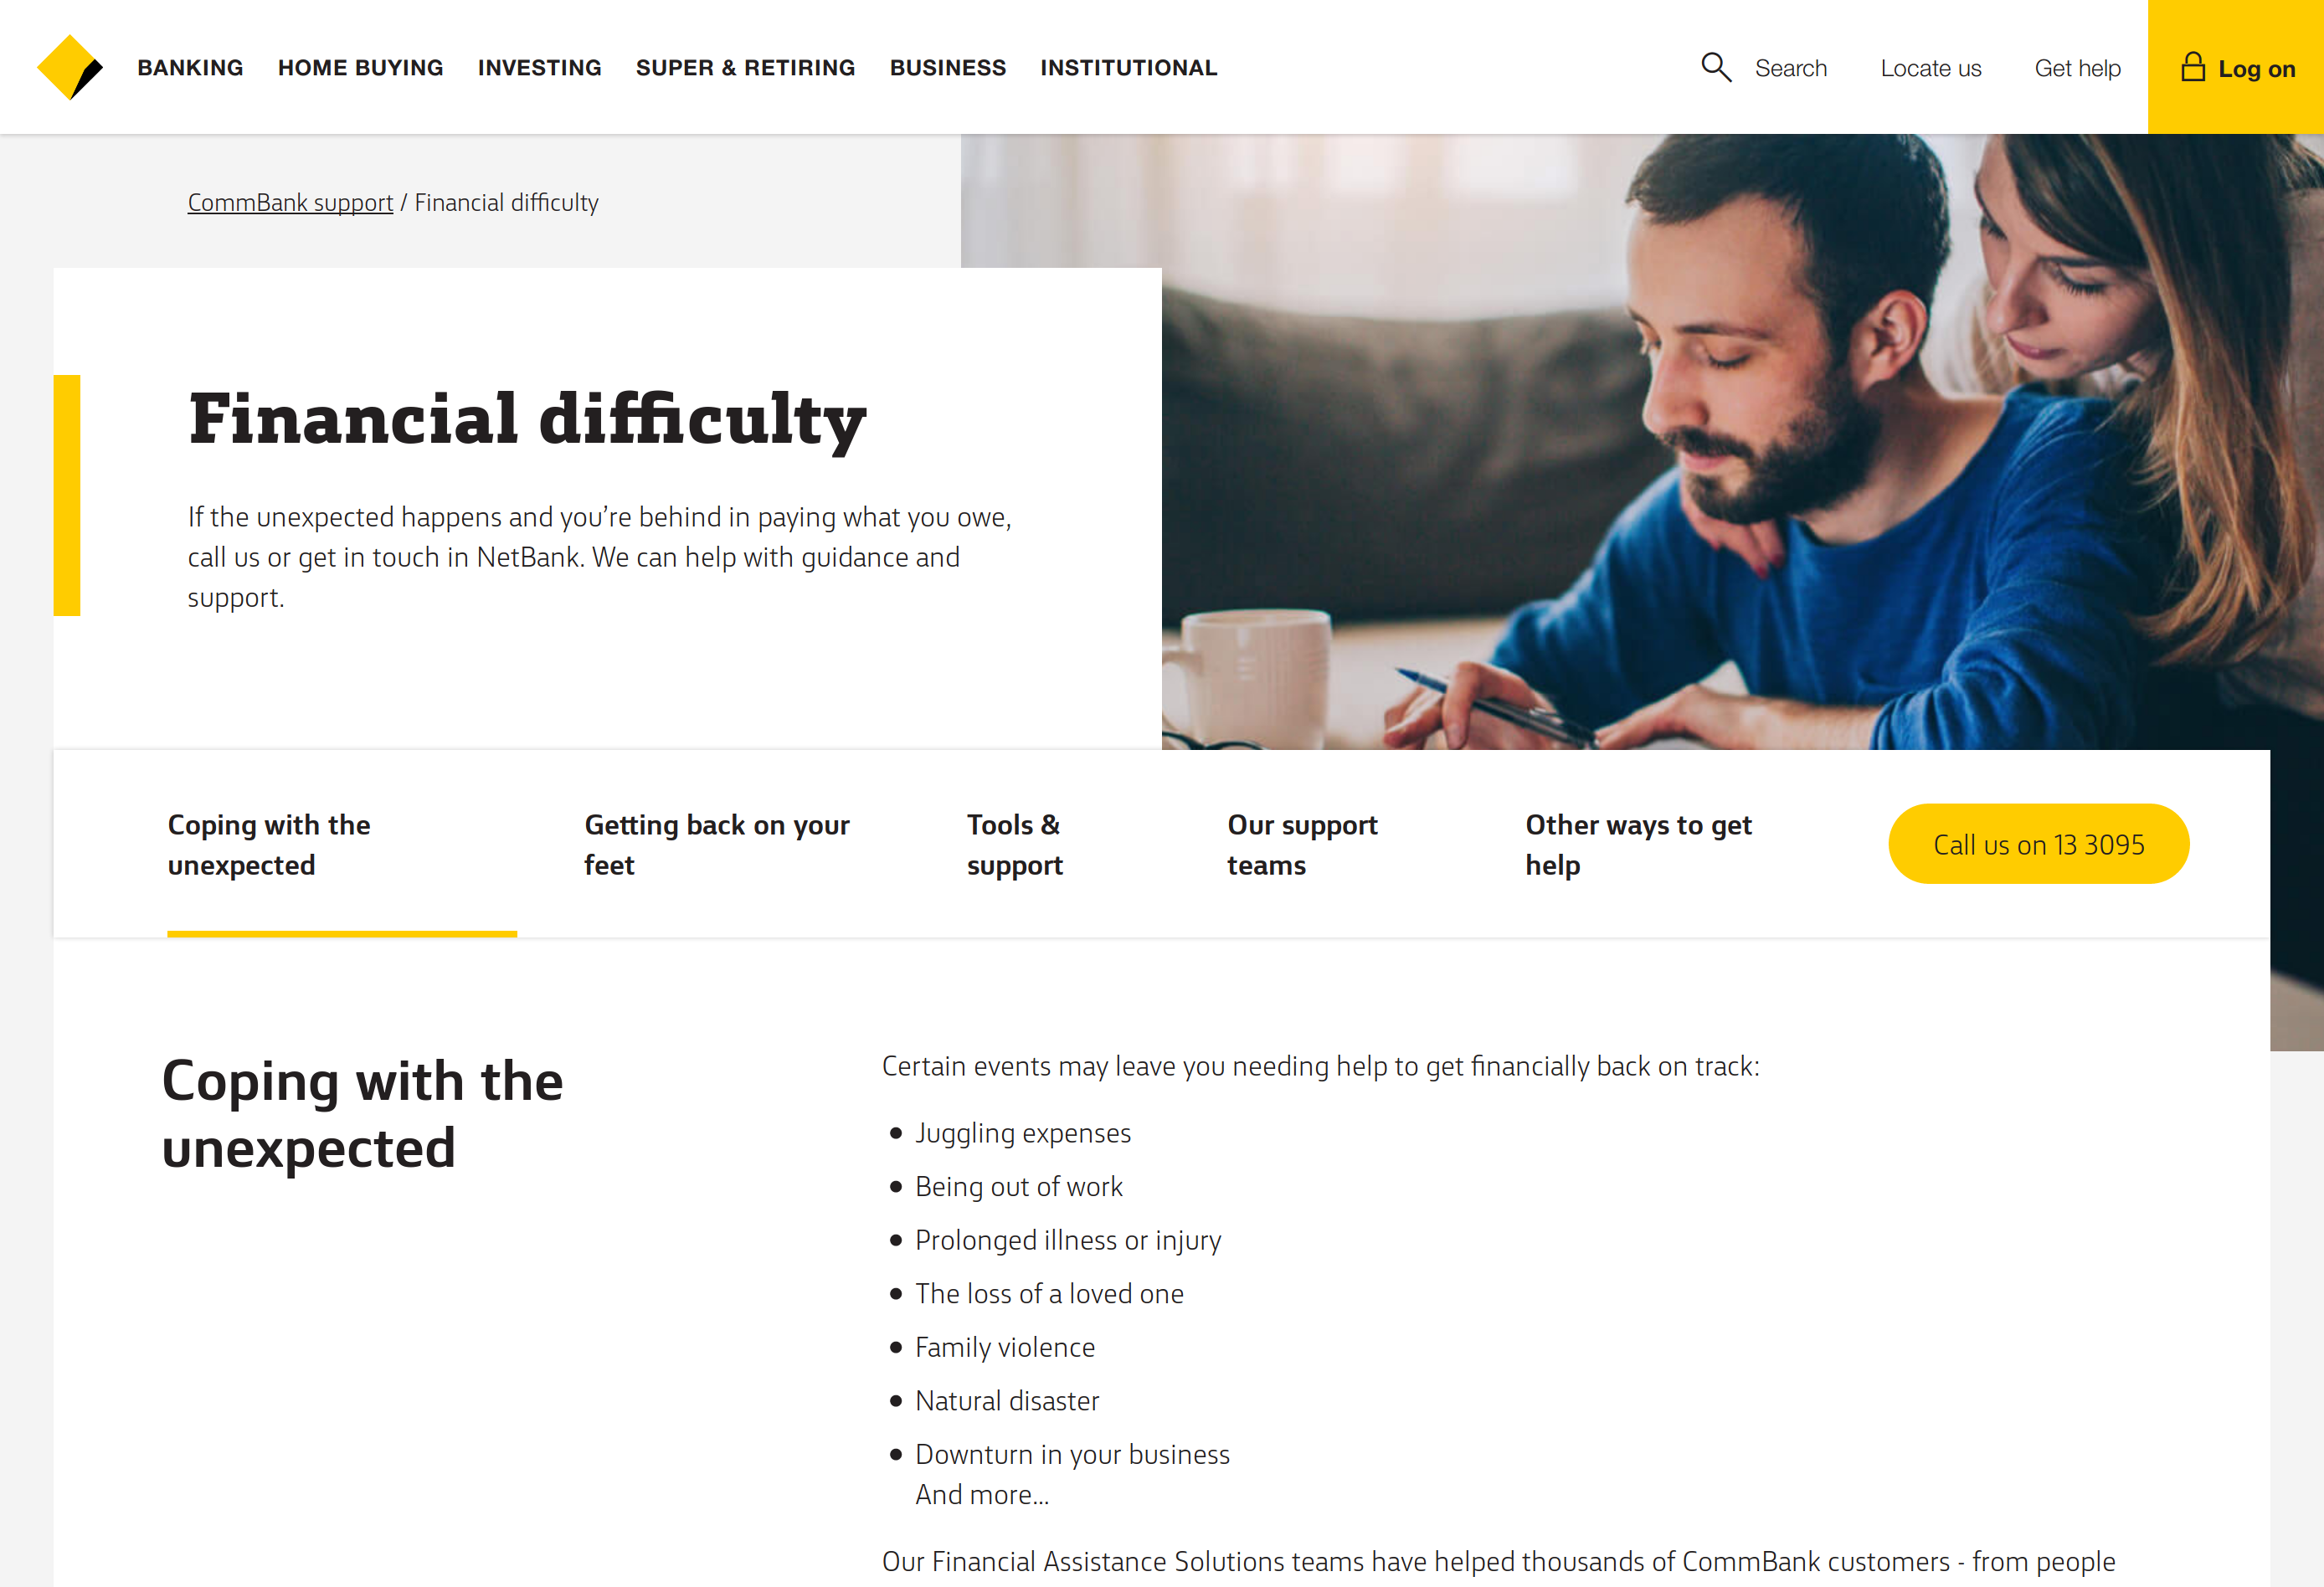 BANKING HOME BUYING INVESTING SUPER & RETIRING BUSINESS INSTITUTIONAL Search Locate us Get help Log on
CommBank support / Financial difficulty
Financial difficulty
If the unexpected happens and you’re behind in paying what you owe,
call us or get in touch in NetBank. We can help with guidance and
support.
Coping with the
unexpected
Getting back on your
feet
Tools &
support
Our support
teams
Other ways to get
help
Call us on 13 3095
Coping with the
unexpected
Certain events may leave you needing help to get financially back on track:
Juggling expenses
Being out of work
Prolonged illness or injury
The loss of a loved one
Family violence
Natural disaster
Downturn in your business
And more...
Our Financial Assistance Solutions teams have helped thousands of CommBank customers - from people